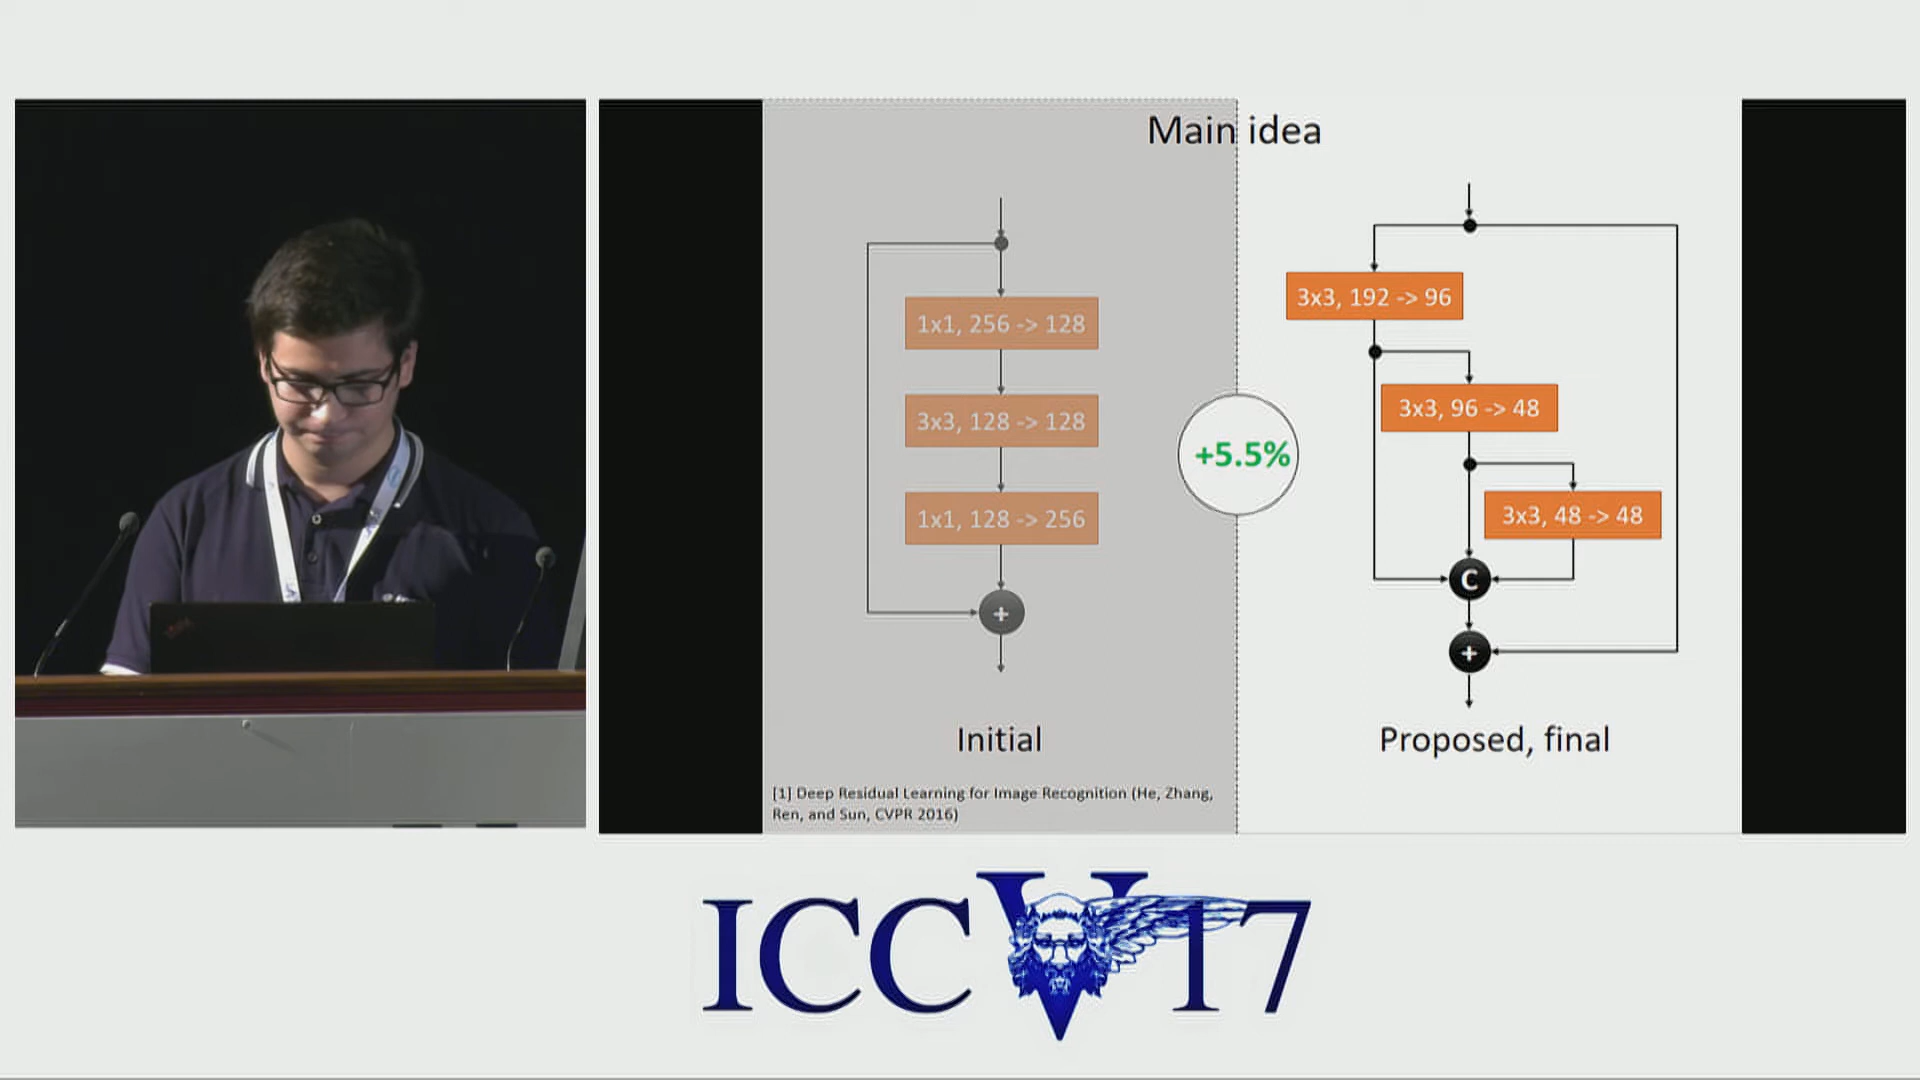 Main idea
1x1, 256 -> 128
3x3, 128 -> 128
1x1, 128 -> 256
+
Initial
[1] Deep Residual Learning for Image Recognition (He, Zhang,
Ren, and Sun, CVPR 2016)
+5.5%
3x3, 192 -> 96
3x3, 96 -> 48
3x3, 48 -> 48
C
+
Proposed, final
ICCV17